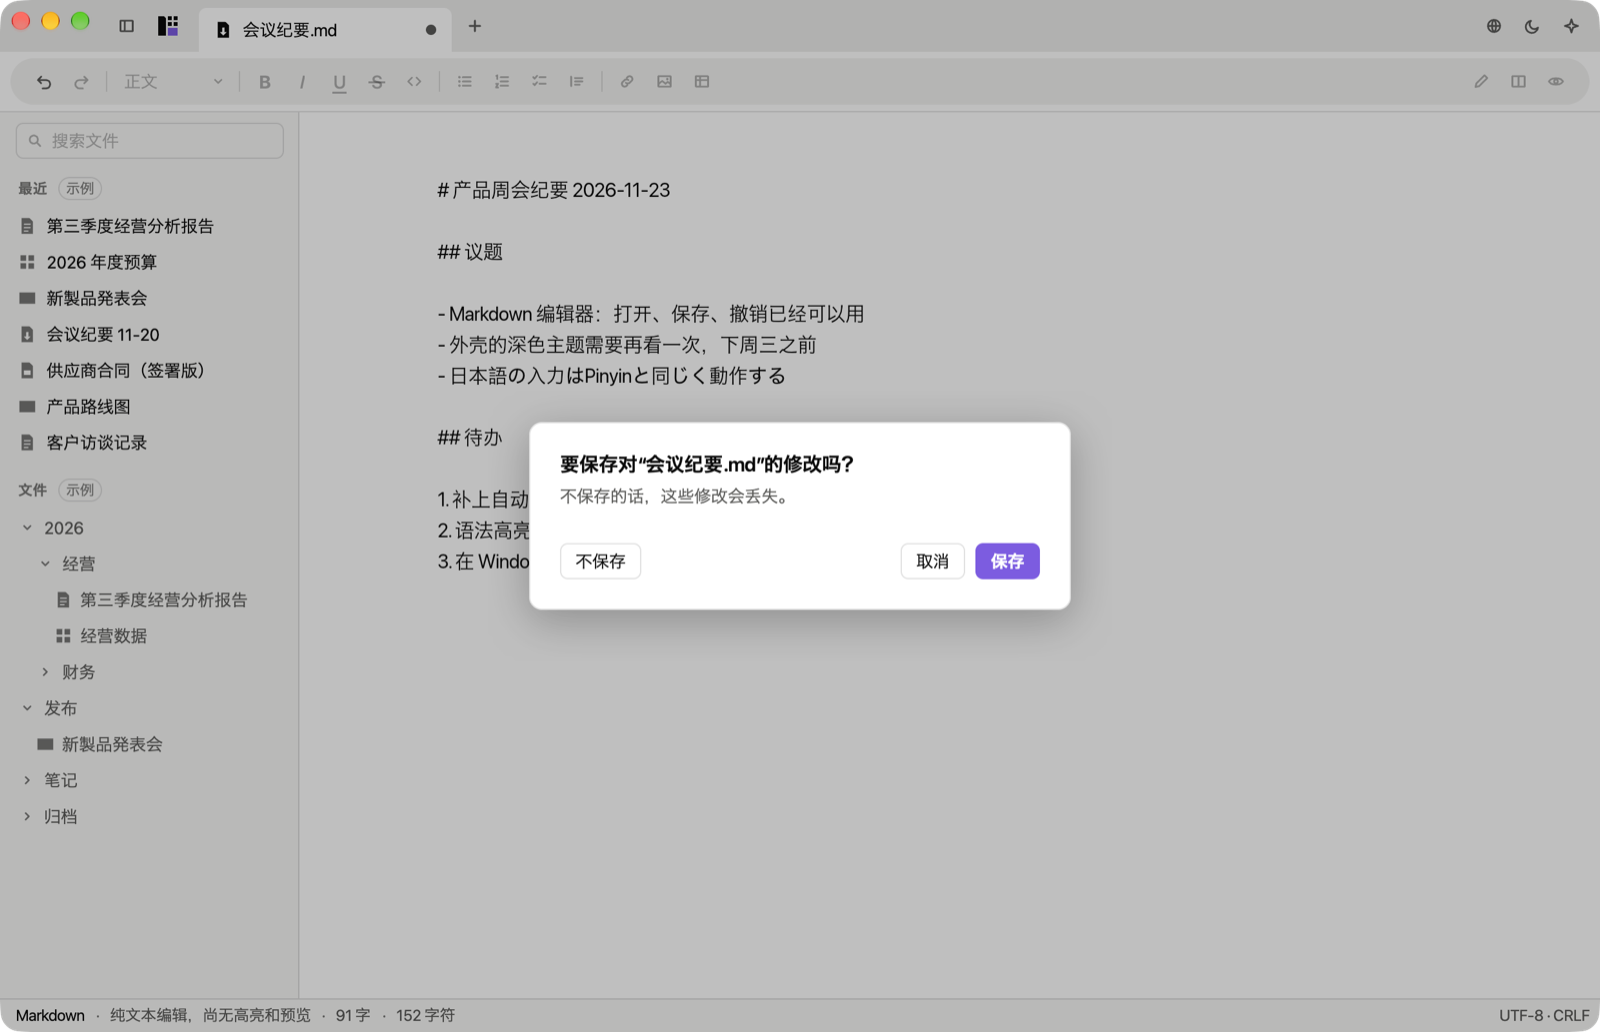 会议纪要.md
正文
搜索文件
最近 示例
第三季度经营分析报告
2026 年度预算
新製品発表会
会议纪要 11-20
供应商合同（签署版）
产品路线图
客户访谈记录
文件 示例
2026
经营
第三季度经营分析报告
经营数据
财务
发布
新製品発表会
笔记
归档
# 产品周会纪要 2026-11-23
## 议题
- Markdown 编辑器：打开、保存、撤销已经可以用
- 外壳的深色主题需要再看一次，下周三之前
- 日本語の入力はPinyinと同じく動作する
## 待办
1. 补上自动
2. 语法高亮
3. 在 Windo
要保存对“会议纪要.md”的修改吗？
不保存的话，这些修改会丢失。
不保存 取消 保存
Markdown · 纯文本编辑，尚无高亮和预览 · 91 字 · 152 字符
UTF-8 · CRLF